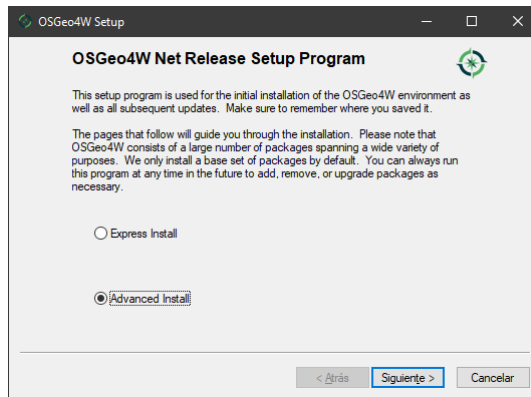 OSGeo4W Setup
OSGeo4W Net Release Setup Program
This setup program is used for the initial installation of the OSGeo4W environment as
well as all subsequent updates. Make sure to remember where you saved it.
The pages that follow will guide you through the installation. Please note that
OSGeo4W consists of a large number of packages spanning a wide variety of
purposes. We only install a base set of packages by default. You can always run
this program at any time in the future to add, remove, or upgrade packages as
necessary.
Express Install
Advanced Install
< Atrás Siguiente > Cancelar